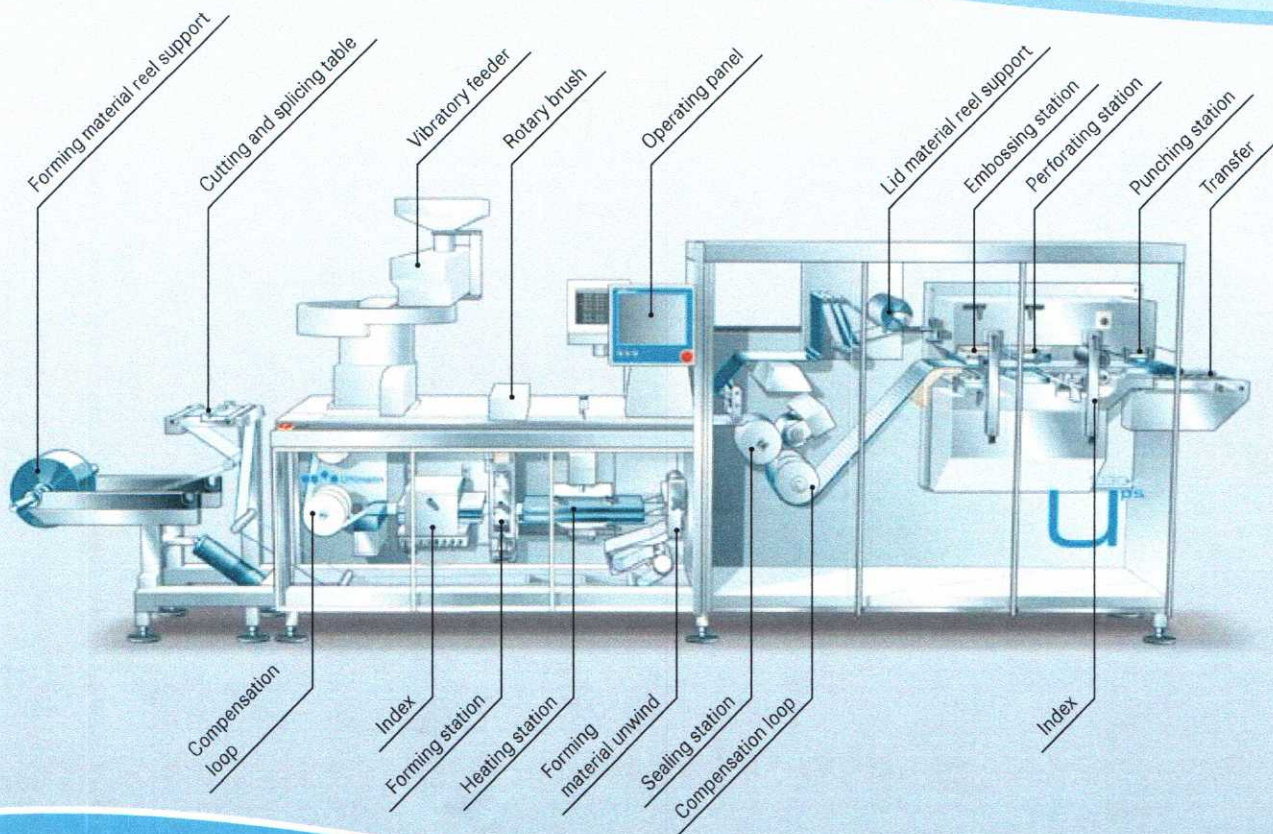 Forming material reel support
Cutting and splicing table
Vibratory feeder
Rotary brush
Operating panel
Lid material reel support
Embossing station
Perforating station
Punching station
Transfer
Uhlmann
U
ps
Compensation
loop
Index
Forming station
Heating station
Forming
material unwind
Sealing station
Compensation loop
Index